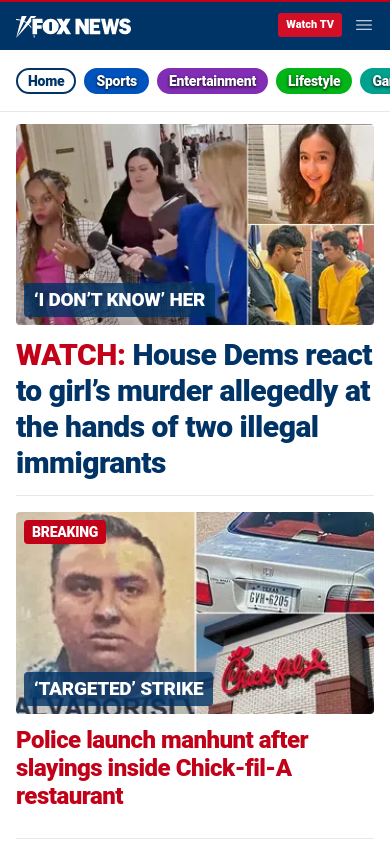 FOX NEWS
Watch TV
Home
Sports
Entertainment
Lifestyle
‘I DON’T KNOW’ HER
WATCH: House Dems react
to girl’s murder allegedly at
the hands of two illegal
immigrants
BREAKING
TEXAS
GVH*6205
Chick-fil-A
‘TARGETED’ STRIKE
Police launch manhunt after
slayings inside Chick-fil-A
restaurant